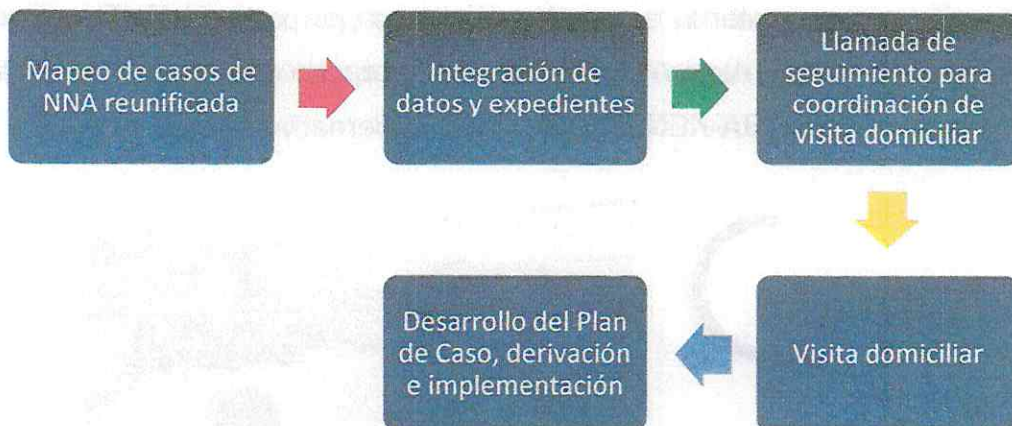 Mapeo de casos de
NNA reunificada
Integración de
datos y expedientes
Llamada de
seguimiento para
coordinación de
visita domiciliar
Visita domiciliar
Desarrollo del Plan
de Caso, derivación
e implementación